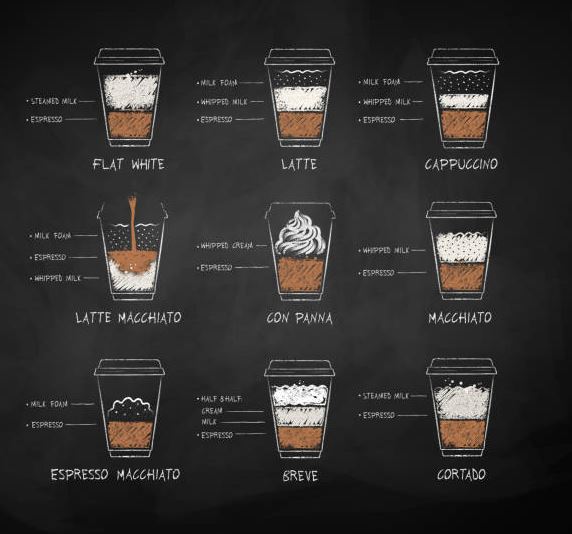 STEAMED MILK
ESPRESSO
FLAT WHITE
MILK FOAM
WHIPPED MILK
ESPRESSO
LATTE
MILK FOAM
WHIPPED MILK
ESPRESSO
CAPPUCCINO
MILK FOAM
ESPRESSO
WHIPPED MILK
LATTE MACCHIATO
WHIPPED CREAM
ESPRESSO
CON PANNA
WHIPPED MILK
ESPRESSO
MACCHIATO
MILK FOAM
ESPRESSO
ESPRESSO MACCHIATO
HALF & HALF
CREAM
MILK
ESPRESSO
BREVE
STEAMED MILK
ESPRESSO
CORTADO